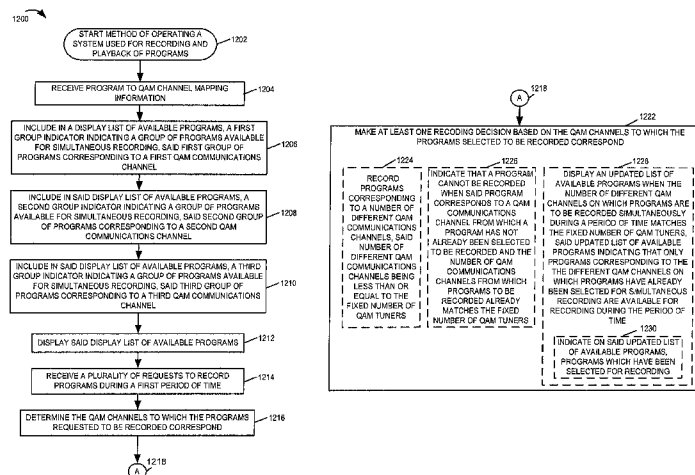 1200
START METHOD OF OPERATING A
SYSTEM USED FOR RECORDING AND
PLAYBACK OF PROGRAMS
1202
RECEIVE PROGRAM TO QAM CHANNEL MAPPING
INFORMATION
1204
INCLUDE IN A DISPLAY LIST OF AVAILABLE PROGRAMS, A FIRST
GROUP INDICATOR INDICATING A GROUP OF PROGRAMS AVAILABLE
FOR SIMULTANEOUS RECORDING, SAID FIRST GROUP OF
PROGRAMS CORRESPONDING TO A FIRST QAM COMMUNICATIONS
CHANNEL
1206
INCLUDE IN SAID DISPLAY LIST OF AVAILABLE PROGRAMS, A
SECOND GROUP INDICATOR INDICATING A GROUP OF PROGRAMS
AVAILABLE FOR SIMULTANEOUS RECORDING, SAID SECOND GROUP
OF PROGRAMS CORRESPONDING TO A SECOND QAM
COMMUNICATIONS CHANNEL
1208
INCLUDE IN SAID DISPLAY LIST OF AVAILABLE PROGRAMS, A THIRD
GROUP INDICATOR INDICATING A GROUP OF PROGRAMS AVAILABLE
FOR SIMULTANEOUS RECORDING, SAID THIRD GROUP OF
PROGRAMS CORRESPONDING TO A THIRD QAM COMMUNICATIONS
CHANNEL
1210
DISPLAY SAID DISPLAY LIST OF AVAILABLE PROGRAMS
1212
RECEIVE A PLURALITY OF REQUESTS TO RECORD
PROGRAMS DURING A FIRST PERIOD OF TIME
1214
DETERMINE THE QAM CHANNELS TO WHICH THE PROGRAMS
REQUESTED TO BE RECORDED CORRESPOND
1216
A
1218
A
1218
1222
MAKE AT LEAST ONE RECODING DECISION BASED ON THE QAM CHANNELS TO WHICH THE
PROGRAMS SELECTED TO BE RECORDED CORRESPOND
1224
RECORD
PROGRAMS
CORRESPONDING
TO A NUMBER OF
DIFFERENT QAM
COMMUNICATIONS
CHANNELS, SAID
NUMBER OF
DIFFERENT QAM
COMMUNICATIONS
CHANNELS BEING
LESS THAN OR
EQUAL TO THE
FIXED NUMBER OF
QAM TUNERS
1226
INDICATE THAT A PROGRAM
CANNOT BE RECORDED
WHEN SAID PROGRAM
CORRESPONDS TO A QAM
COMMUNICATIONS
CHANNEL FROM WHICH A
PROGRAM HAS NOT
ALREADY BEEN SELECTED
TO BE RECORDED AND THE
NUMBER OF QAM
COMMUNICATIONS
CHANNELS FROM WHICH
PROGRAMS TO BE
RECORDED ALREADY
MATCHES THE FIXED
NUMBER OF QAM TUNERS
1228
DISPLAY AN UPDATED LIST OF
AVAILABLE PROGRAMS WHEN THE
NUMBER OF DIFFERENT QAM
CHANNELS ON WHICH PROGRAMS ARE
TO BE RECORDED SIMULTANEOUSLY
DURING A PERIOD OF TIME MATCHES
THE FIXED NUMBER OF QAM TUNERS,
SAID UPDATED LIST OF AVAILABLE
PROGRAMS INDICATING THAT ONLY
PROGRAMS CORRESPONDING TO THE
DIFFERENT QAM CHANNELS ON
WHICH PROGRAMS HAVE ALREADY
BEEN SELECTED FOR SIMULTANEOUS
RECORDING ARE AVAILABLE FOR
RECORDING DURING THE PERIOD OF
TIME
1230
INDICATE ON SAID UPDATED LIST
OF AVAILABLE PROGRAMS,
PROGRAMS WHICH HAVE BEEN
SELECTED FOR RECORDING